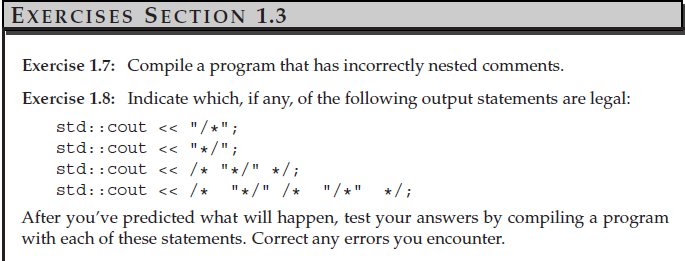 EXERCISES SECTION 1.3
Exercise 1.7: Compile a program that has incorrectly nested comments.
Exercise 1.8: Indicate which, if any, of the following output statements are legal:
std::cout << "/*";
std::cout << "*/";
std::cout << /* "*/" */;
std::cout << /*  "*/" /*  "/*"  */;
After you've predicted what will happen, test your answers by compiling a program
with each of these statements. Correct any errors you encounter.